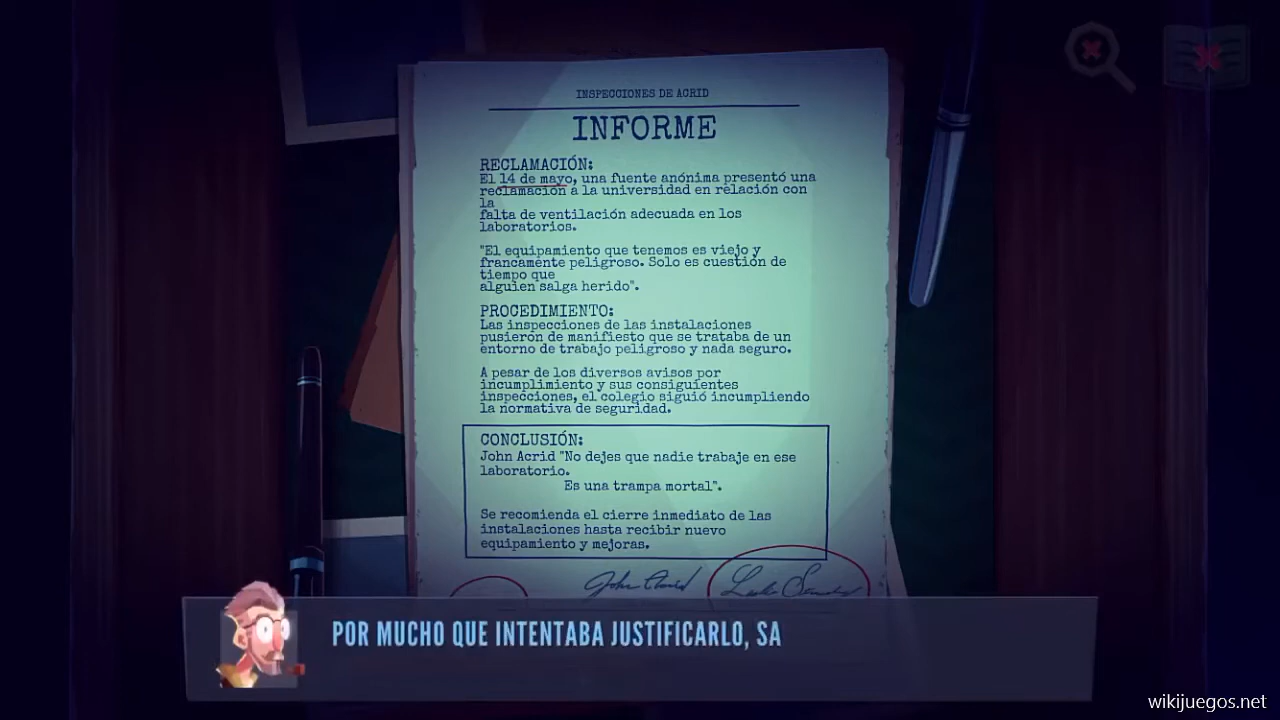 INSPECCIONES DE ACRID
INFORME
RECLAMACIÓN:
El 14 de mayo, una fuente anónima presentó una
reclamación a la universidad en relación con
la
falta de ventilación adecuada en los
laboratorios.
"El equipamiento que tenemos es viejo y
francamente peligroso. Solo es cuestión de
tiempo que
alguien salga herido".
PROCEDIMIENTO:
Las inspecciones de las instalaciones
pusieron de manifiesto que se trataba de un
entorno de trabajo peligroso y nada seguro.
A pesar de los diversos avisos por
incumplimiento y sus consiguientes
inspecciones, el colegio siguió incumpliendo
la normativa de seguridad.
CONCLUSIÓN:
John Acrid "No dejes que nadie trabaje en ese
laboratorio.
Es una trampa mortal".
Se recomienda el cierre inmediato de las
instalaciones hasta recibir nuevo
equipamiento y mejoras.
John Acrid
POR MUCHO QUE INTENTABA JUSTIFICARLO, SA
wikijuegos.net